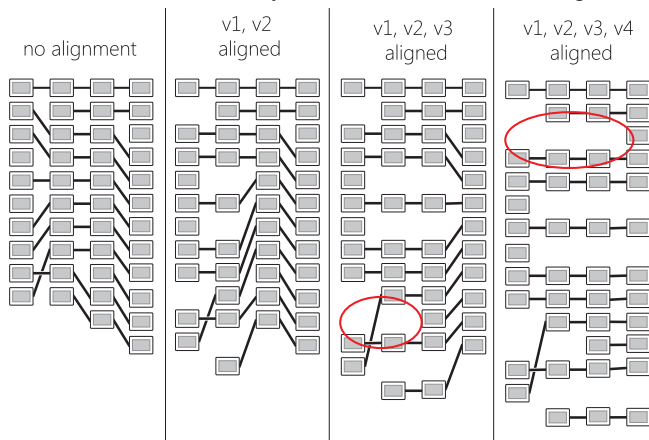 no alignment
v1, v2
aligned
v1, v2, v3
aligned
v1, v2, v3, v4
aligned